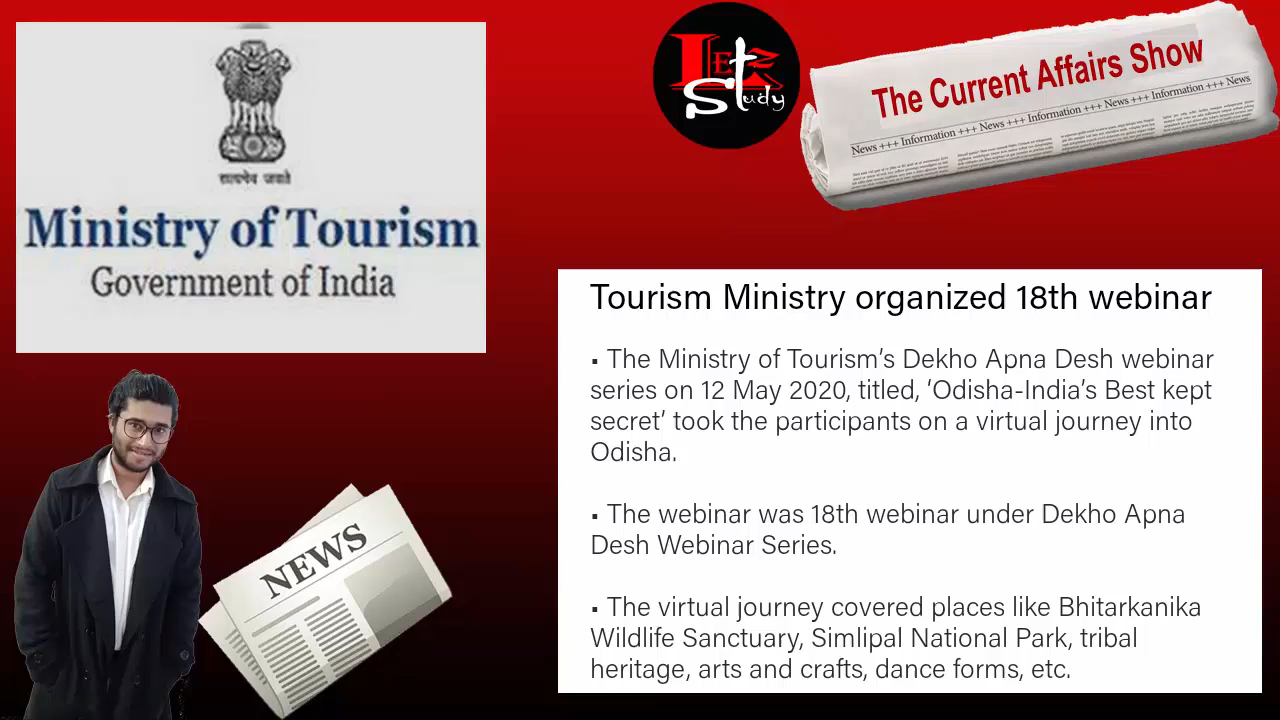 सत्यमेव जयते
Ministry of Tourism
Government of India
LET'S
Study
The Current Affairs Show
News +++ Information +++ News +++ Information +++ News +++ Information +++ News
Tourism Ministry organized 18th webinar
▪ The Ministry of Tourism’s Dekho Apna Desh webinar
series on 12 May 2020, titled, ‘Odisha-India’s Best kept
secret’ took the participants on a virtual journey into
Odisha.
▪ The webinar was 18th webinar under Dekho Apna
Desh Webinar Series.
▪ The virtual journey covered places like Bhitarkanika
Wildlife Sanctuary, Simlipal National Park, tribal
heritage, arts and crafts, dance forms, etc.
NEWS